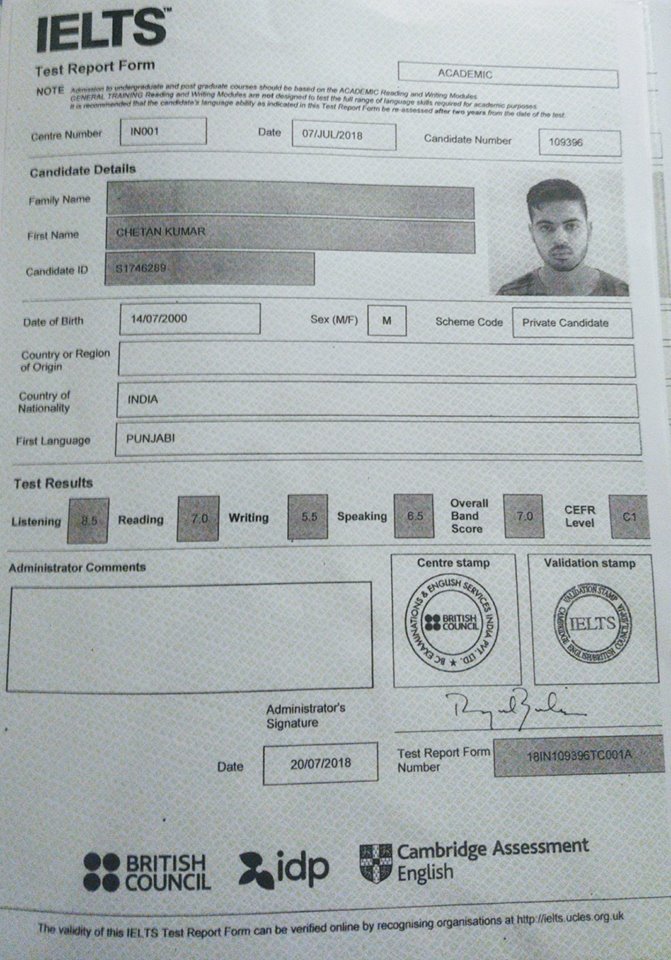 IELTS™
Test Report Form
ACADEMIC
NOTE Admission to undergraduate and post graduate courses should be based on the ACADEMIC Reading and Writing Modules.
GENERAL TRAINING Reading and Writing Modules are not designed to test the full range of language skills required for academic purposes.
It is recommended that the candidate's language ability as indicated in this Test Report Form be re-assessed after two years from the date of the test.
Centre Number IN001 Date 07/JUL/2018 Candidate Number 109396
Candidate Details
Family Name
First Name CHETAN KUMAR
Candidate ID S1746289
Date of Birth 14/07/2000 Sex (M/F) M Scheme Code Private Candidate
Country or Region
of Origin
Country of
Nationality INDIA
First Language PUNJABI
Test Results
Listening 8.5 Reading 7.0 Writing 5.5 Speaking 6.5 Overall Band Score 7.0 CEFR Level C1
Administrator Comments
Centre stamp
BC EXAMINATIONS & ENGLISH SERVICES INDIA PVT. LTD. ★
BRITISH
COUNCIL
Validation stamp
VALIDATION STAMP
IELTS
Administrator's
Signature
Date 20/07/2018
Test Report Form
Number 18IN109396TC001A
BRITISH
COUNCIL
idp
Cambridge Assessment
English
The validity of this IELTS Test Report Form can be verified online by recognising organisations at http://ielts.ucles.org.uk